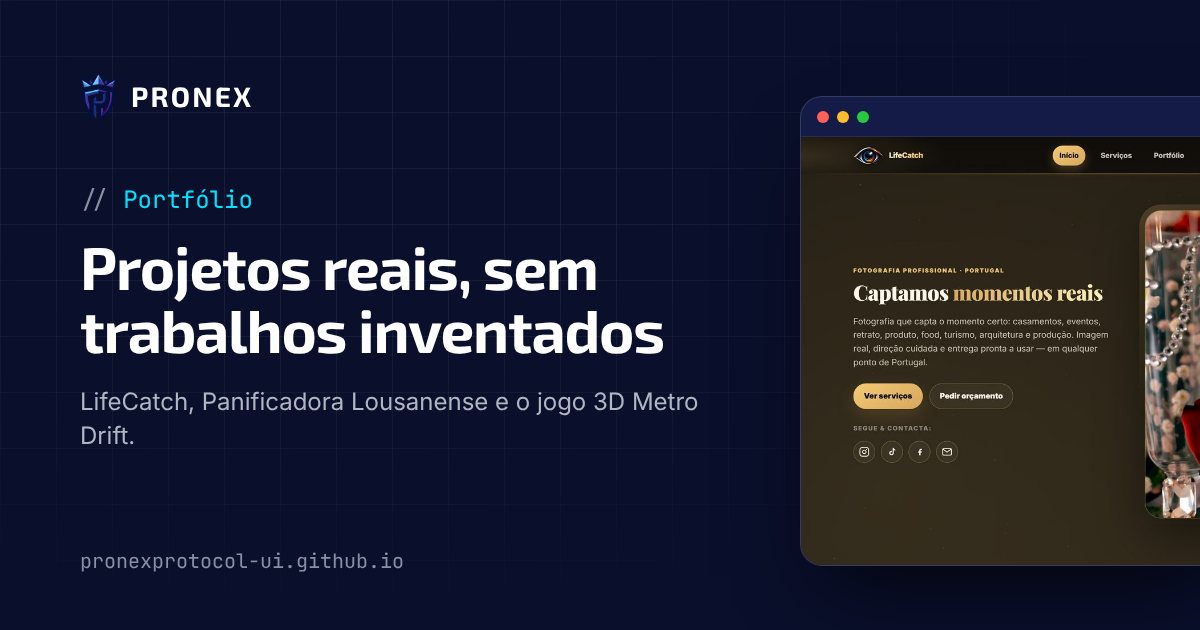 PRONEX
// Portfólio
Projetos reais, sem
trabalhos inventados
LifeCatch, Panificadora Lousanense e o jogo 3D Metro
Drift.
pronexprotocol-ui.github.io
LifeCatch
Início Serviços Portfólio
FOTOGRAFIA PROFISSIONAL · PORTUGAL
Captamos momentos reais
Fotografia que capta o momento certo: casamentos, eventos,
retrato, produto, food, turismo, arquitetura e produção. Imagem
real, direção cuidada e entrega pronta a usar — em qualquer
ponto de Portugal.
Ver serviços Pedir orçamento
SEGUE & CONTACTA: